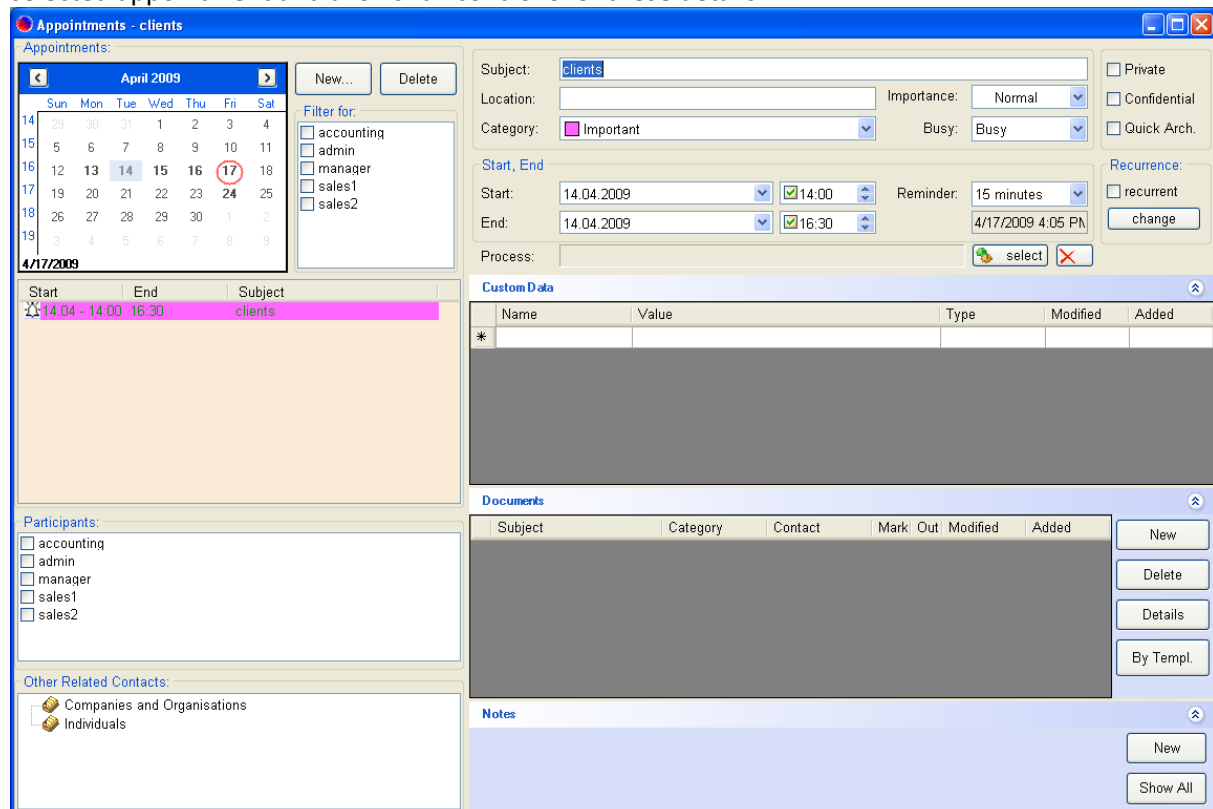 Appointments - clients
Appointments:
April 2009
Sun Mon Tue Wed Thu Fri Sat
14 29 30 31 1 2 3 4
15 5 6 7 8 9 10 11
16 12 13 14 15 16 17 18
17 19 20 21 22 23 24 25
18 26 27 28 29 30 1 2
19 3 4 5 6 7 8 9
4/17/2009
New... Delete
Filter for:
accounting
admin
manager
sales1
sales2
Start End Subject
14.04 - 14:00 16:30 clients
Participants:
accounting
admin
manager
sales1
sales2
Other Related Contacts:
Companies and Organisations
Individuals
Subject: clients
Location: Importance: Normal
Category: Important Busy: Busy
Private
Confidential
Quick Arch.
Start, End
Start: 14.04.2009 14:00 Reminder: 15 minutes
End: 14.04.2009 16:30 4/17/2009 4:05 PM
Recurrence:
recurrent
change
Process: select
Custom Data
Name Value Type Modified Added
Documents
Subject Category Contact Mark Out Modified Added
New
Delete
Details
By Templ.
Notes
New
Show All